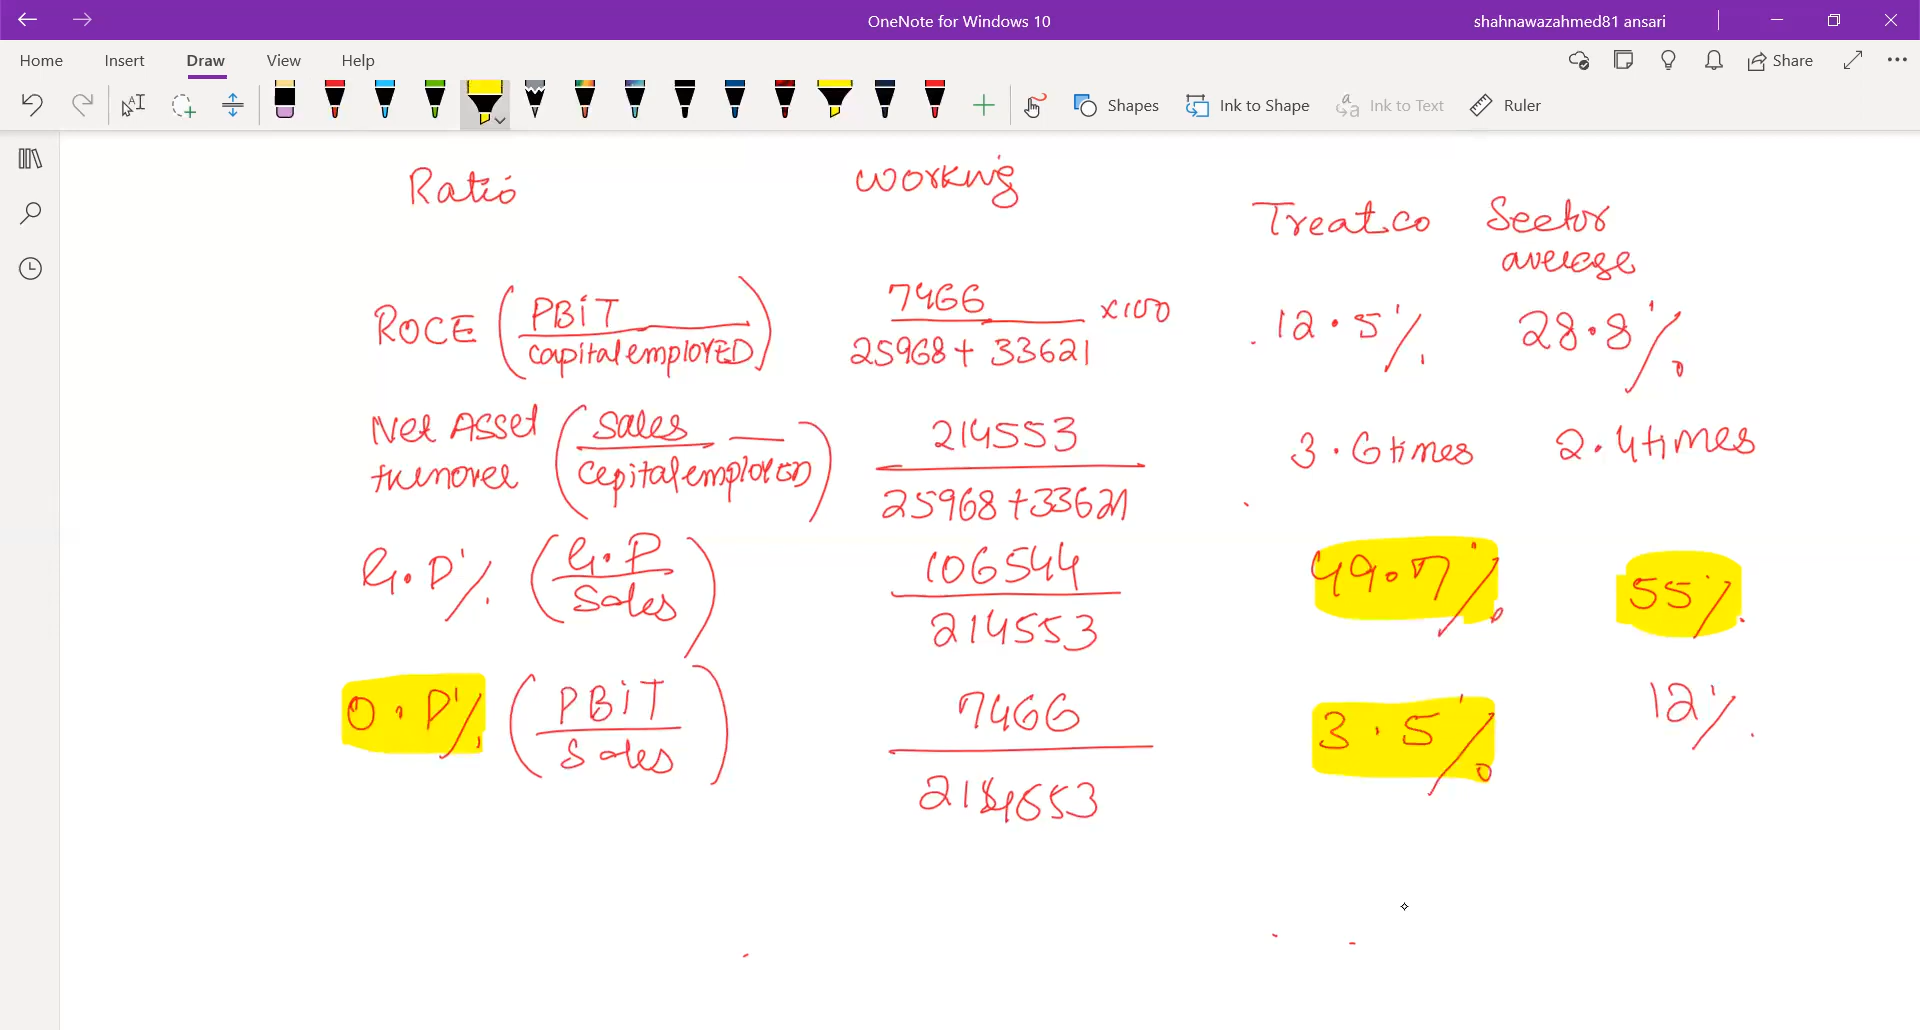 OneNote for Windows 10
shahnawazahmed81 ansari
Home Insert Draw View Help
Share
Shapes Ink to Shape Ink to Text Ruler
Ratio working Treatco Sector
average
ROCE (PBiT / capital emplOYED) 7466 / 25968 + 33621 x100 12.5% 28.8%
Net Asset turnover (Sales / Cepital emplOYED) 214553 / 25968 + 33621 3.6 times 2.4 times
G.P% (G.P / Sales) 106544 / 214553 49.7% 55%
O.P% (PBiT / Sales) 7466 / 214553 3.5% 12%